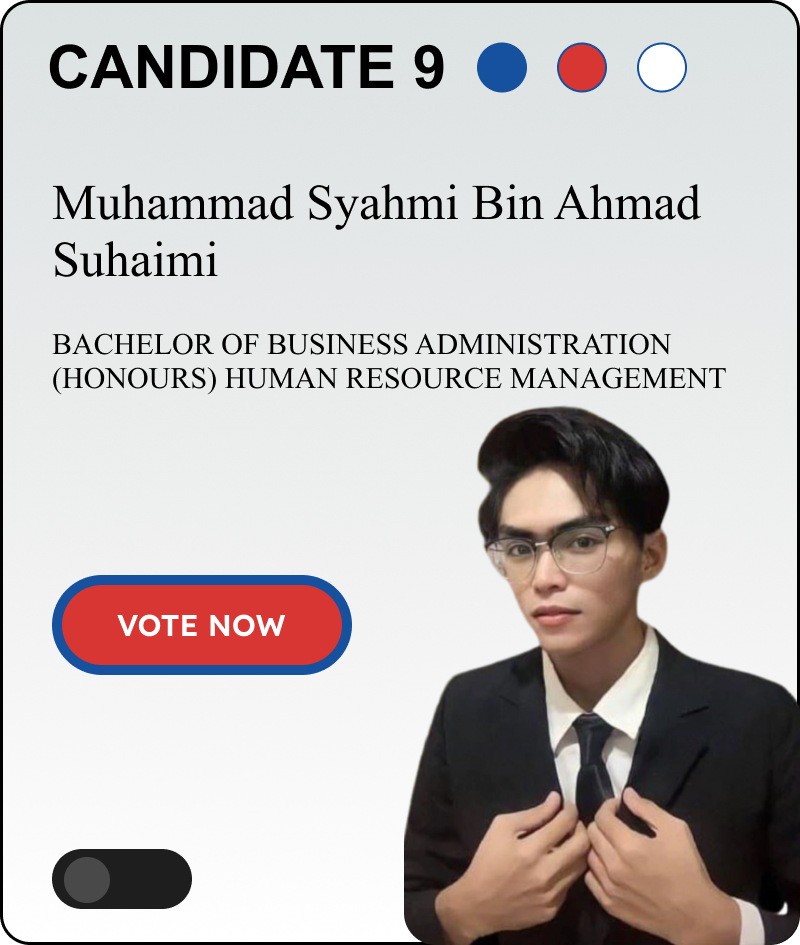 CANDIDATE 9
Muhammad Syahmi Bin Ahmad
Suhaimi
BACHELOR OF BUSINESS ADMINISTRATION
(HONOURS) HUMAN RESOURCE MANAGEMENT
VOTE NOW